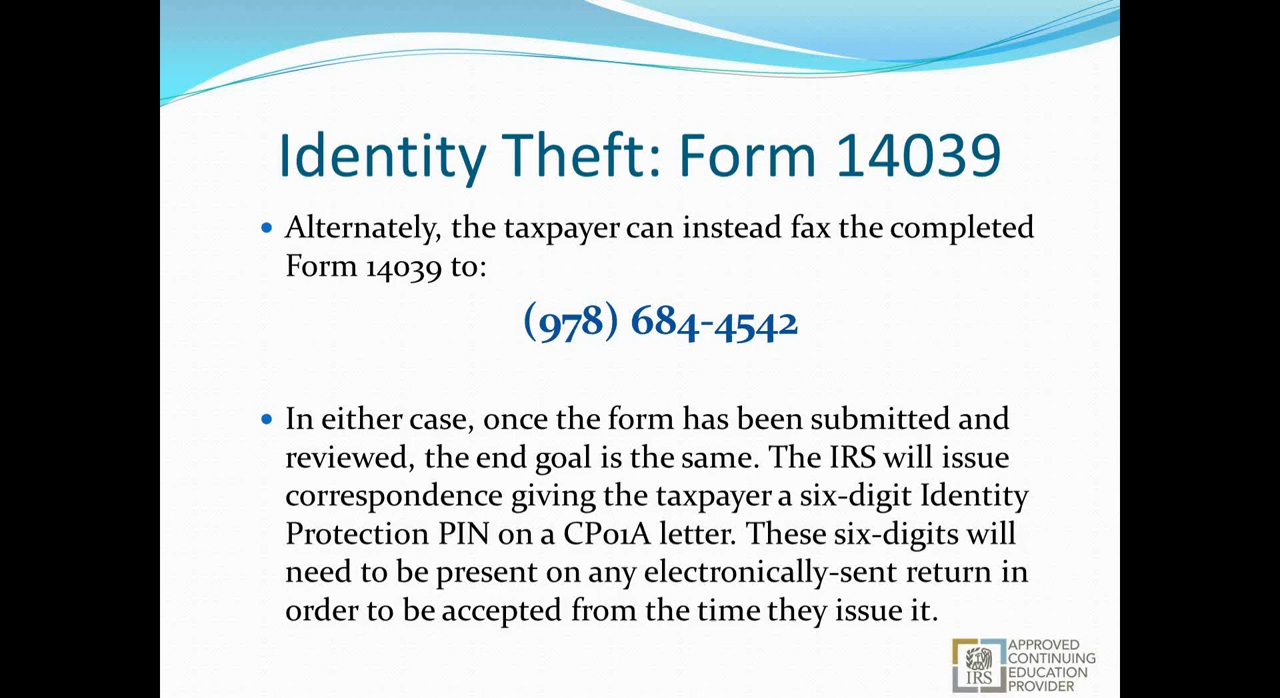 Identity Theft: Form 14039
• Alternately, the taxpayer can instead fax the completed
Form 14039 to:
(978) 684-4542
• In either case, once the form has been submitted and
reviewed, the end goal is the same. The IRS will issue
correspondence giving the taxpayer a six-digit Identity
Protection PIN on a CP01A letter. These six-digits will
need to be present on any electronically-sent return in
order to be accepted from the time they issue it.
IRS
APPROVED
CONTINUING
EDUCATION
PROVIDER